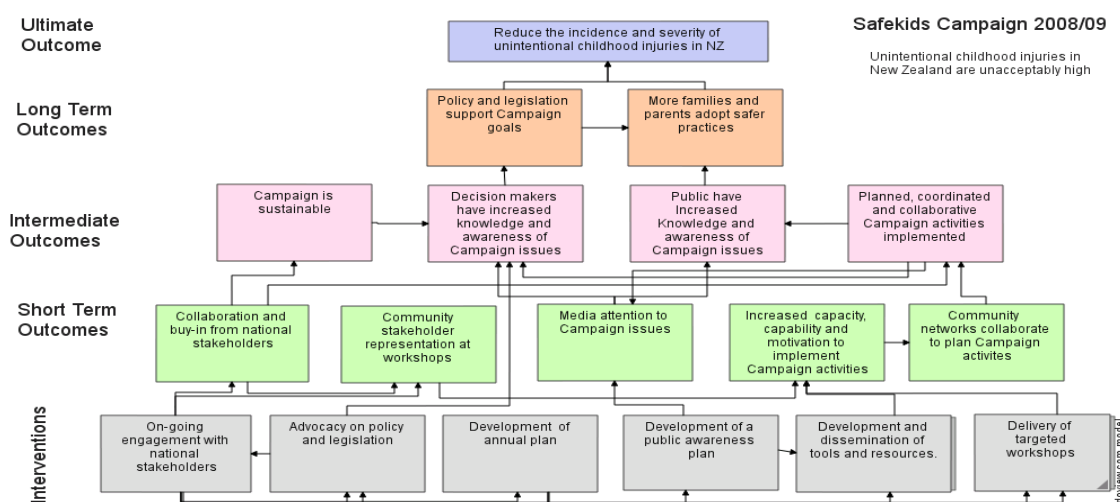 Ultimate
Outcome
Reduce the incidence and severity of
unintentional childhood injuries in NZ
Safekids Campaign 2008/09
Unintentional childhood injuries in
New Zealand are unacceptably high
Long Term
Outcomes
Policy and legislation
support Campaign
goals
More families and
parents adopt safer
practices
Intermediate
Outcomes
Campaign is
sustainable
Decision makers
have increased
knowledge and
awareness of
Campaign issues
Public have
Increased
Knowledge and
awareness of
Campaign issues
Planned, coordinated
and collaborative
Campaign activities
implemented
Short Term
Outcomes
Collaboration and
buy-in from national
stakeholders
Community
stakeholder
representation at
workshops
Media attention to
Campaign issues
Increased capacity,
capability and
motivation to
implement
Campaign activities
Community
networks collaborate
to plan Campaign
activites
Interventions
On-going
engagement with
national
stakeholders
Advocacy on policy
and legislation
Development of
annual plan
Development of a
public awareness
plan
Development and
dissemination of
tools and resources.
Delivery of
targeted
workshops